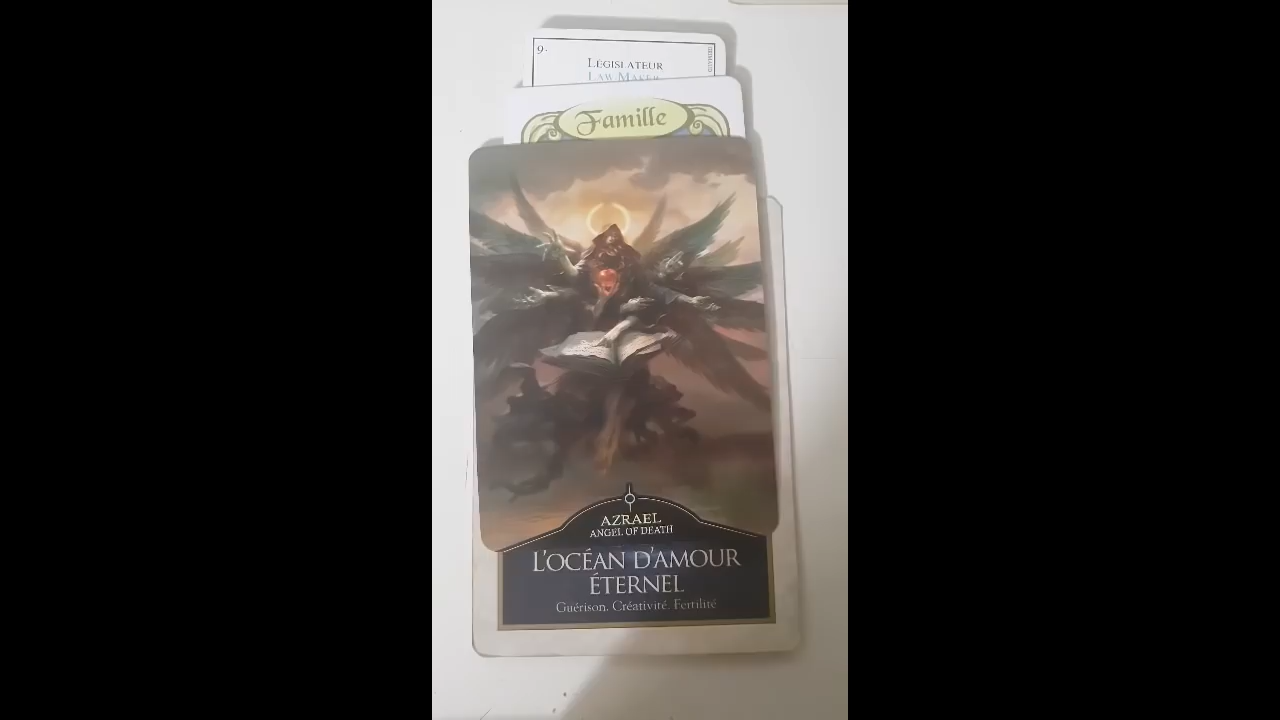 9.
LÉGISLATEUR
LAW MAKER
Famille
AZRAEL
ANGEL OF DEATH
L'OCÉAN D'AMOUR
ÉTERNEL
Guérison. Créativité. Fertilité